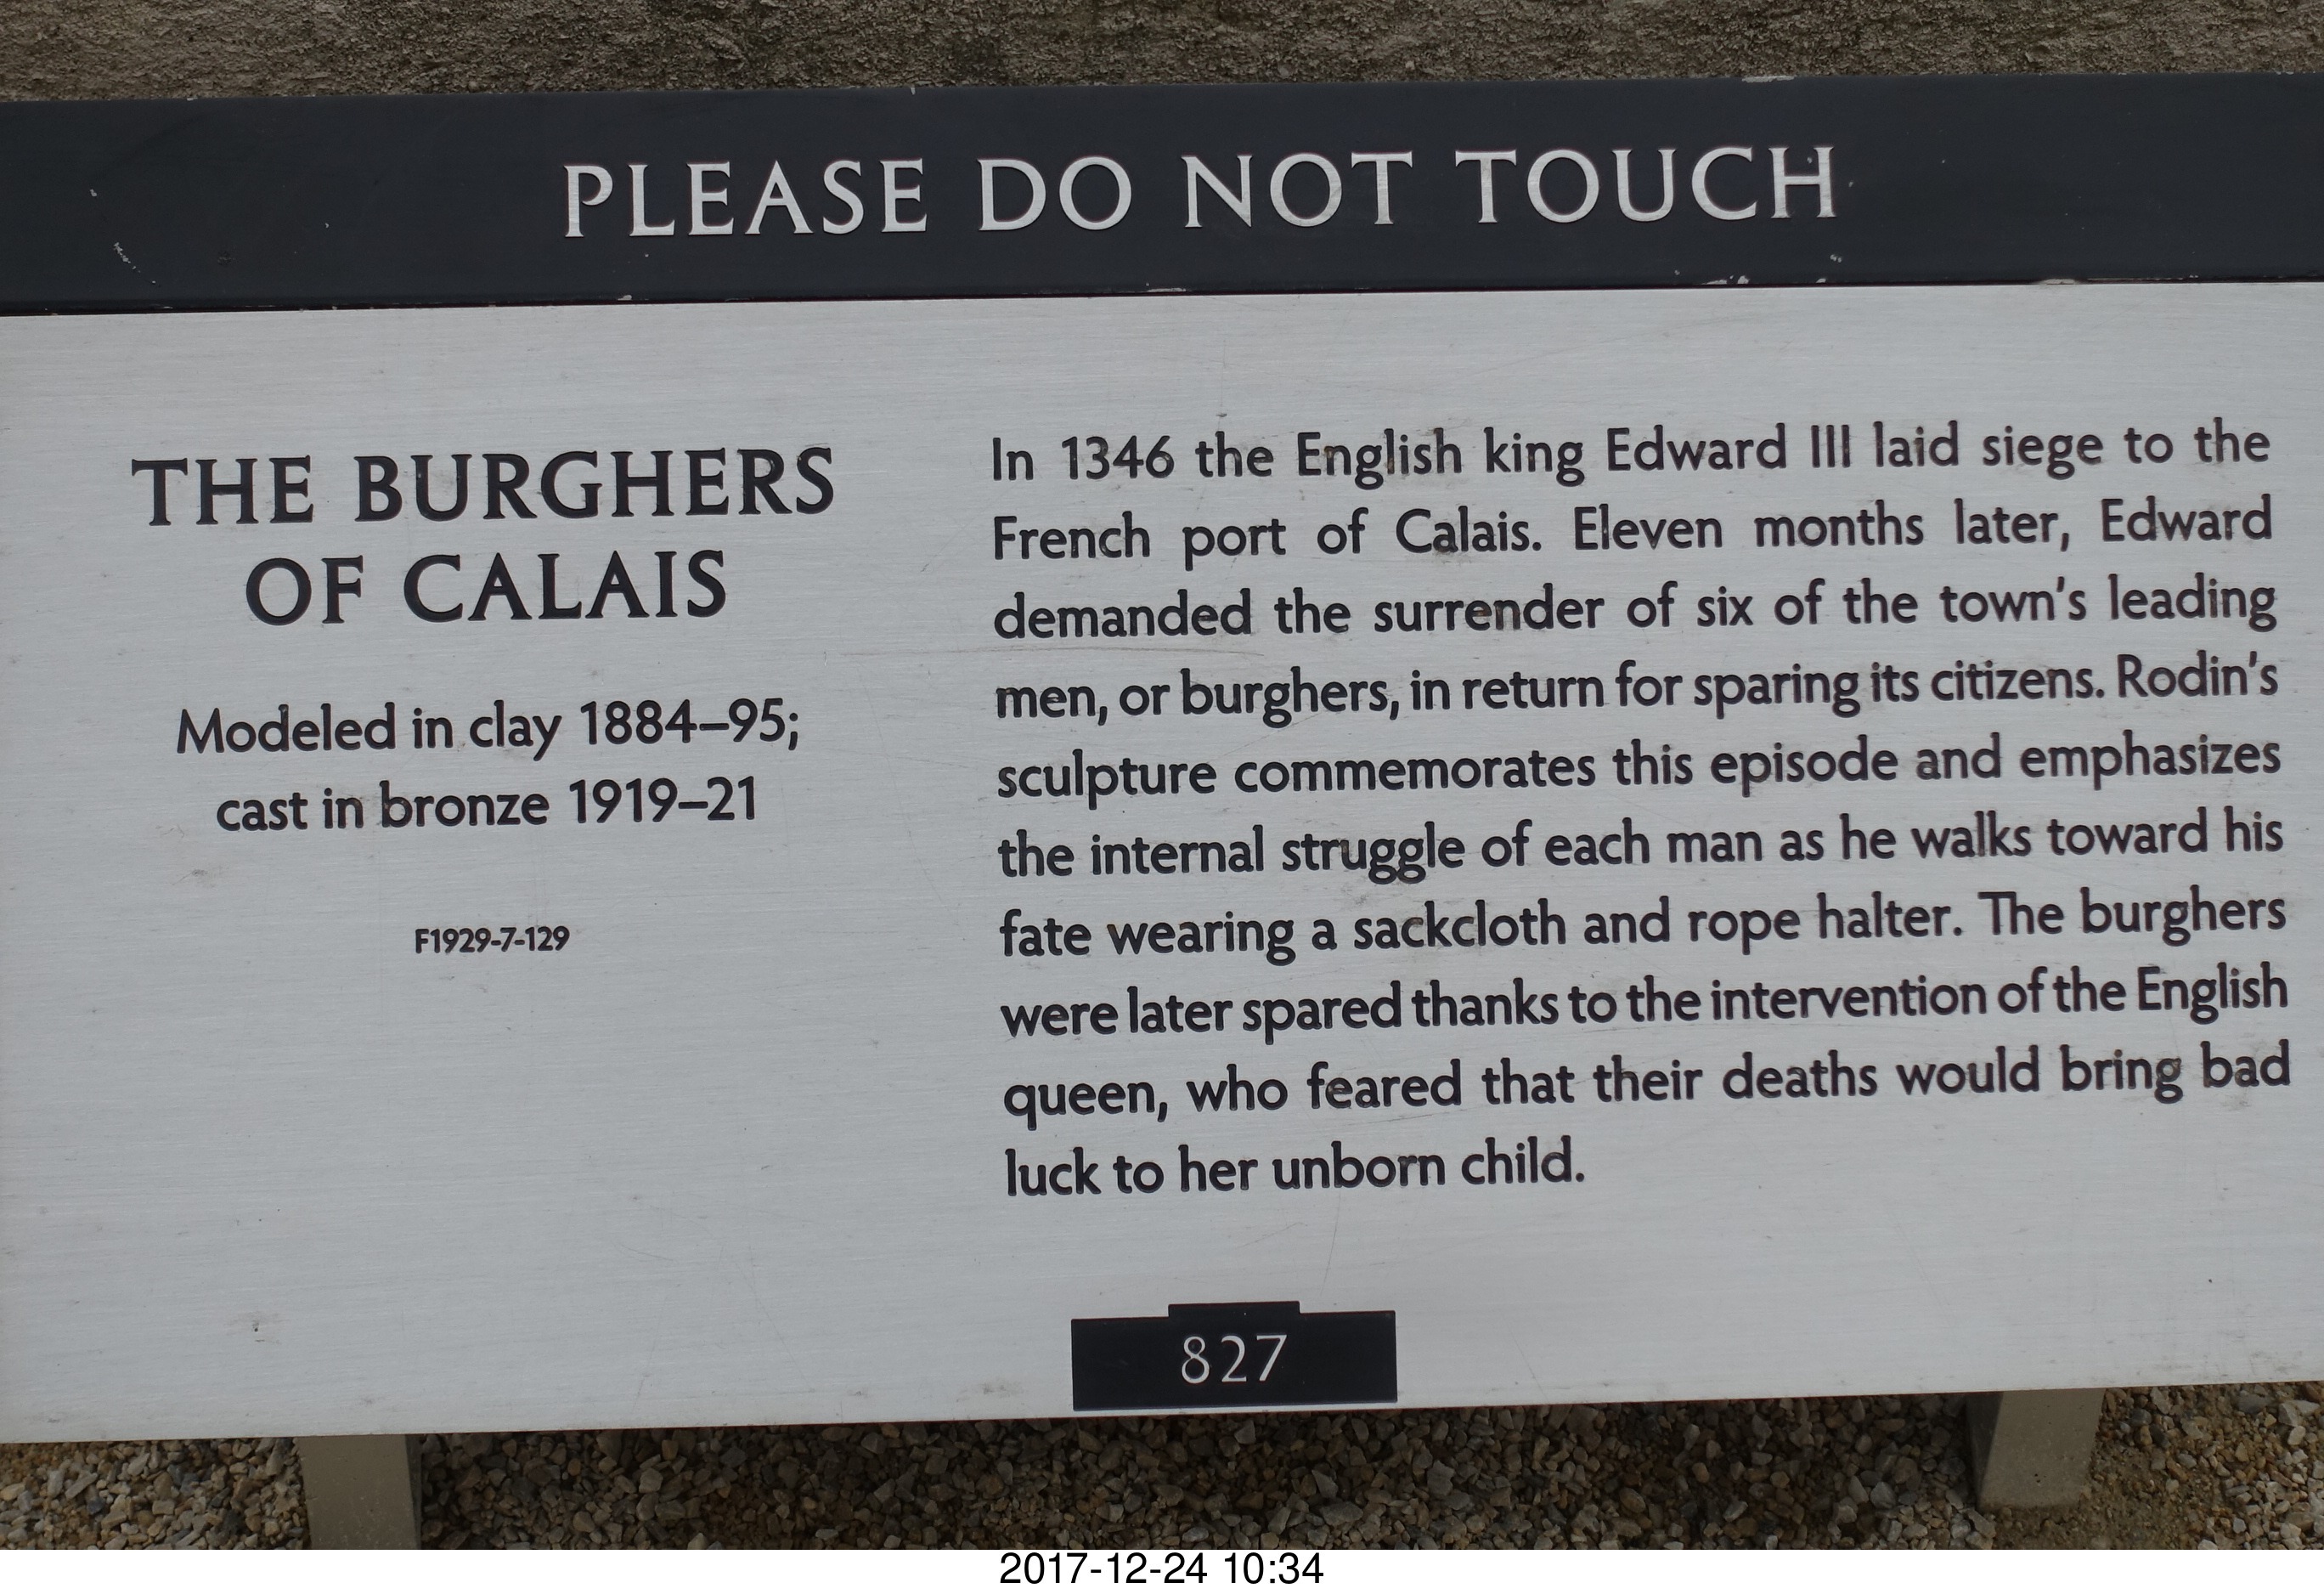 PLEASE DO NOT TOUCH
THE BURGHERS
OF CALAIS
Modeled in clay 1884–95;
cast in bronze 1919–21
F1929-7-129
In 1346 the English king Edward III laid siege to the
French port of Calais. Eleven months later, Edward
demanded the surrender of six of the town's leading
men, or burghers, in return for sparing its citizens. Rodin's
sculpture commemorates this episode and emphasizes
the internal struggle of each man as he walks toward his
fate wearing a sackcloth and rope halter. The burghers
were later spared thanks to the intervention of the English
queen, who feared that their deaths would bring bad
luck to her unborn child.
827
2017-12-24 10:34